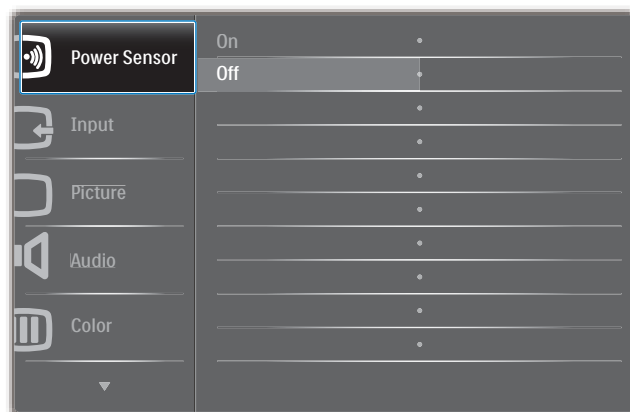 Power Sensor
On
Off
Input
Picture
Audio
Color